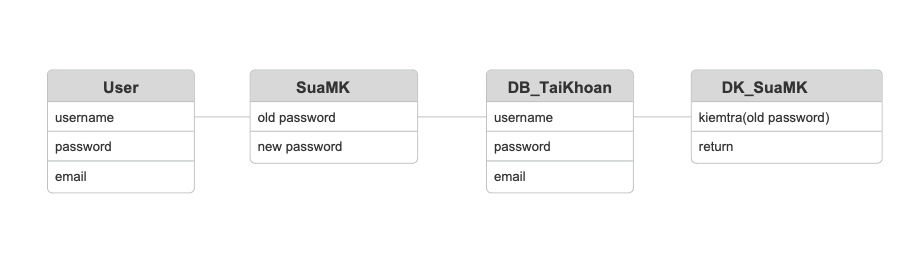 User
username
password
email
SuaMK
old password
new password
DB_TaiKhoan
username
password
email
DK_SuaMK
kiemtra(old password)
return